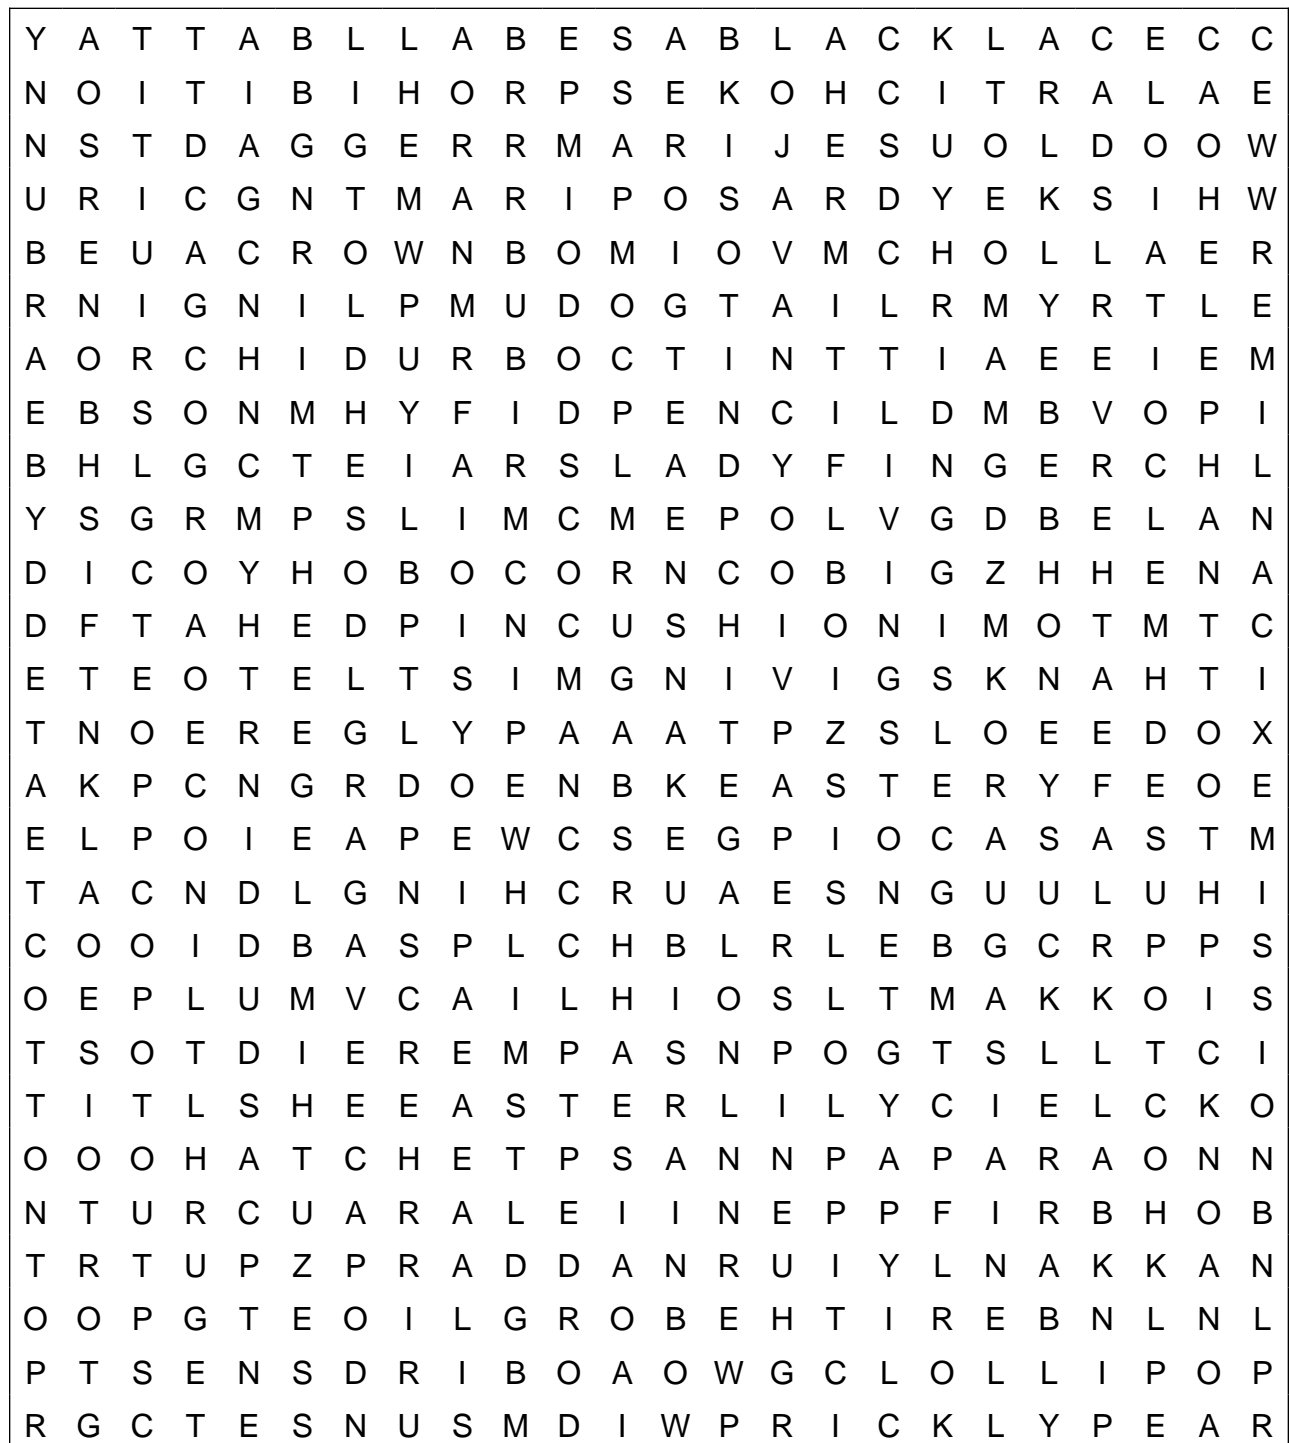 Y A T T A B L L A B E S A B L A C K L A C E C C
N O I T I B I H O R P S E K O H C I T R A L A E
N S T D A G G E R R M A R I J E S U O L D O O W
U R I C G N T M A R I P O S A R D Y E K S I H W
B E U A C R O W N B O M I O V M C H O L L A E R
R N I G N I L P M U D O G T A I L R M Y R T L E
A O R C H I D U R B O C T I N T T I A E E I E M
E B S O N M H Y F I D P E N C I L D M B V O P I
B H L G C T E I A R S L A D Y F I N G E R C H L
Y S G R M P S L I M C M E P O L V G D B E L A N
D I C O Y H O B O C O R N C O B I G Z H H E N A
D F T A H E D P I N C U S H I O N I M O T M T C
E T E O T E L T S I M G N I V I G S K N A H T I
T N O E R E G L Y P A A A T P Z S L O E E D O X
A K P C N G R D O E N B K E A S T E R Y F E O E
E L P O I E A P E W C S E G P I O C A S A S T M
T A C N D L G N I H C R U A E S N G U U L U H I
C O O I D B A S P L C H B L R L E B G C R P P S
O E P L U M V C A I L H I O S L T M A K K O I S
T S O T D I E R E M P A S N P O G T S L L T C I
T I T L S H E E A S T E R L I L Y C I E L C K O
O O O H A T C H E T P S A N N P A P A R A O N N
N T U R C U A R A L E I I N E P P F I R B H O B
T R T U P Z P R A D D A N R U I Y L N A K K A N
O O P G T E O I L G R O B E H T I R E B N L N L
P T S E N S D R I B O A O W G C L O L L I P O P
R G C T E S N U S M D I W P R I C K L Y P E A R